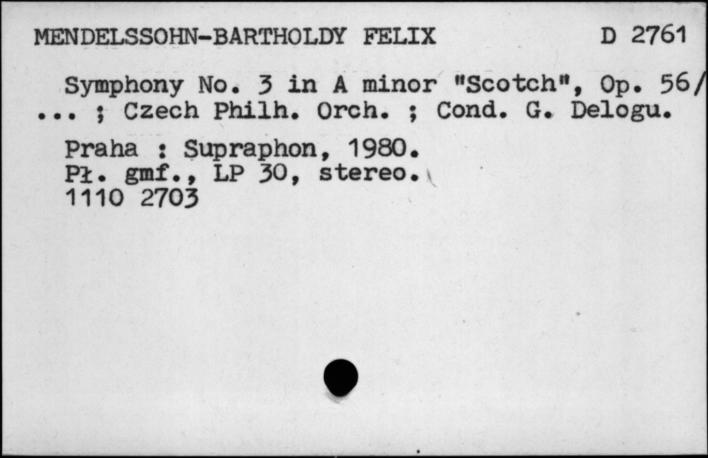 MENDELSSOHN-BARTHOLDY FELIX D 2761
Symphony No. 3 in A minor "Scotch", Op. 56/
... ; Czech Philh. Orch. ; Cond. G. Delogu.
Praha : Supraphon, 1980.
Pł. gmf., LP 30, stereo.
1110 2703